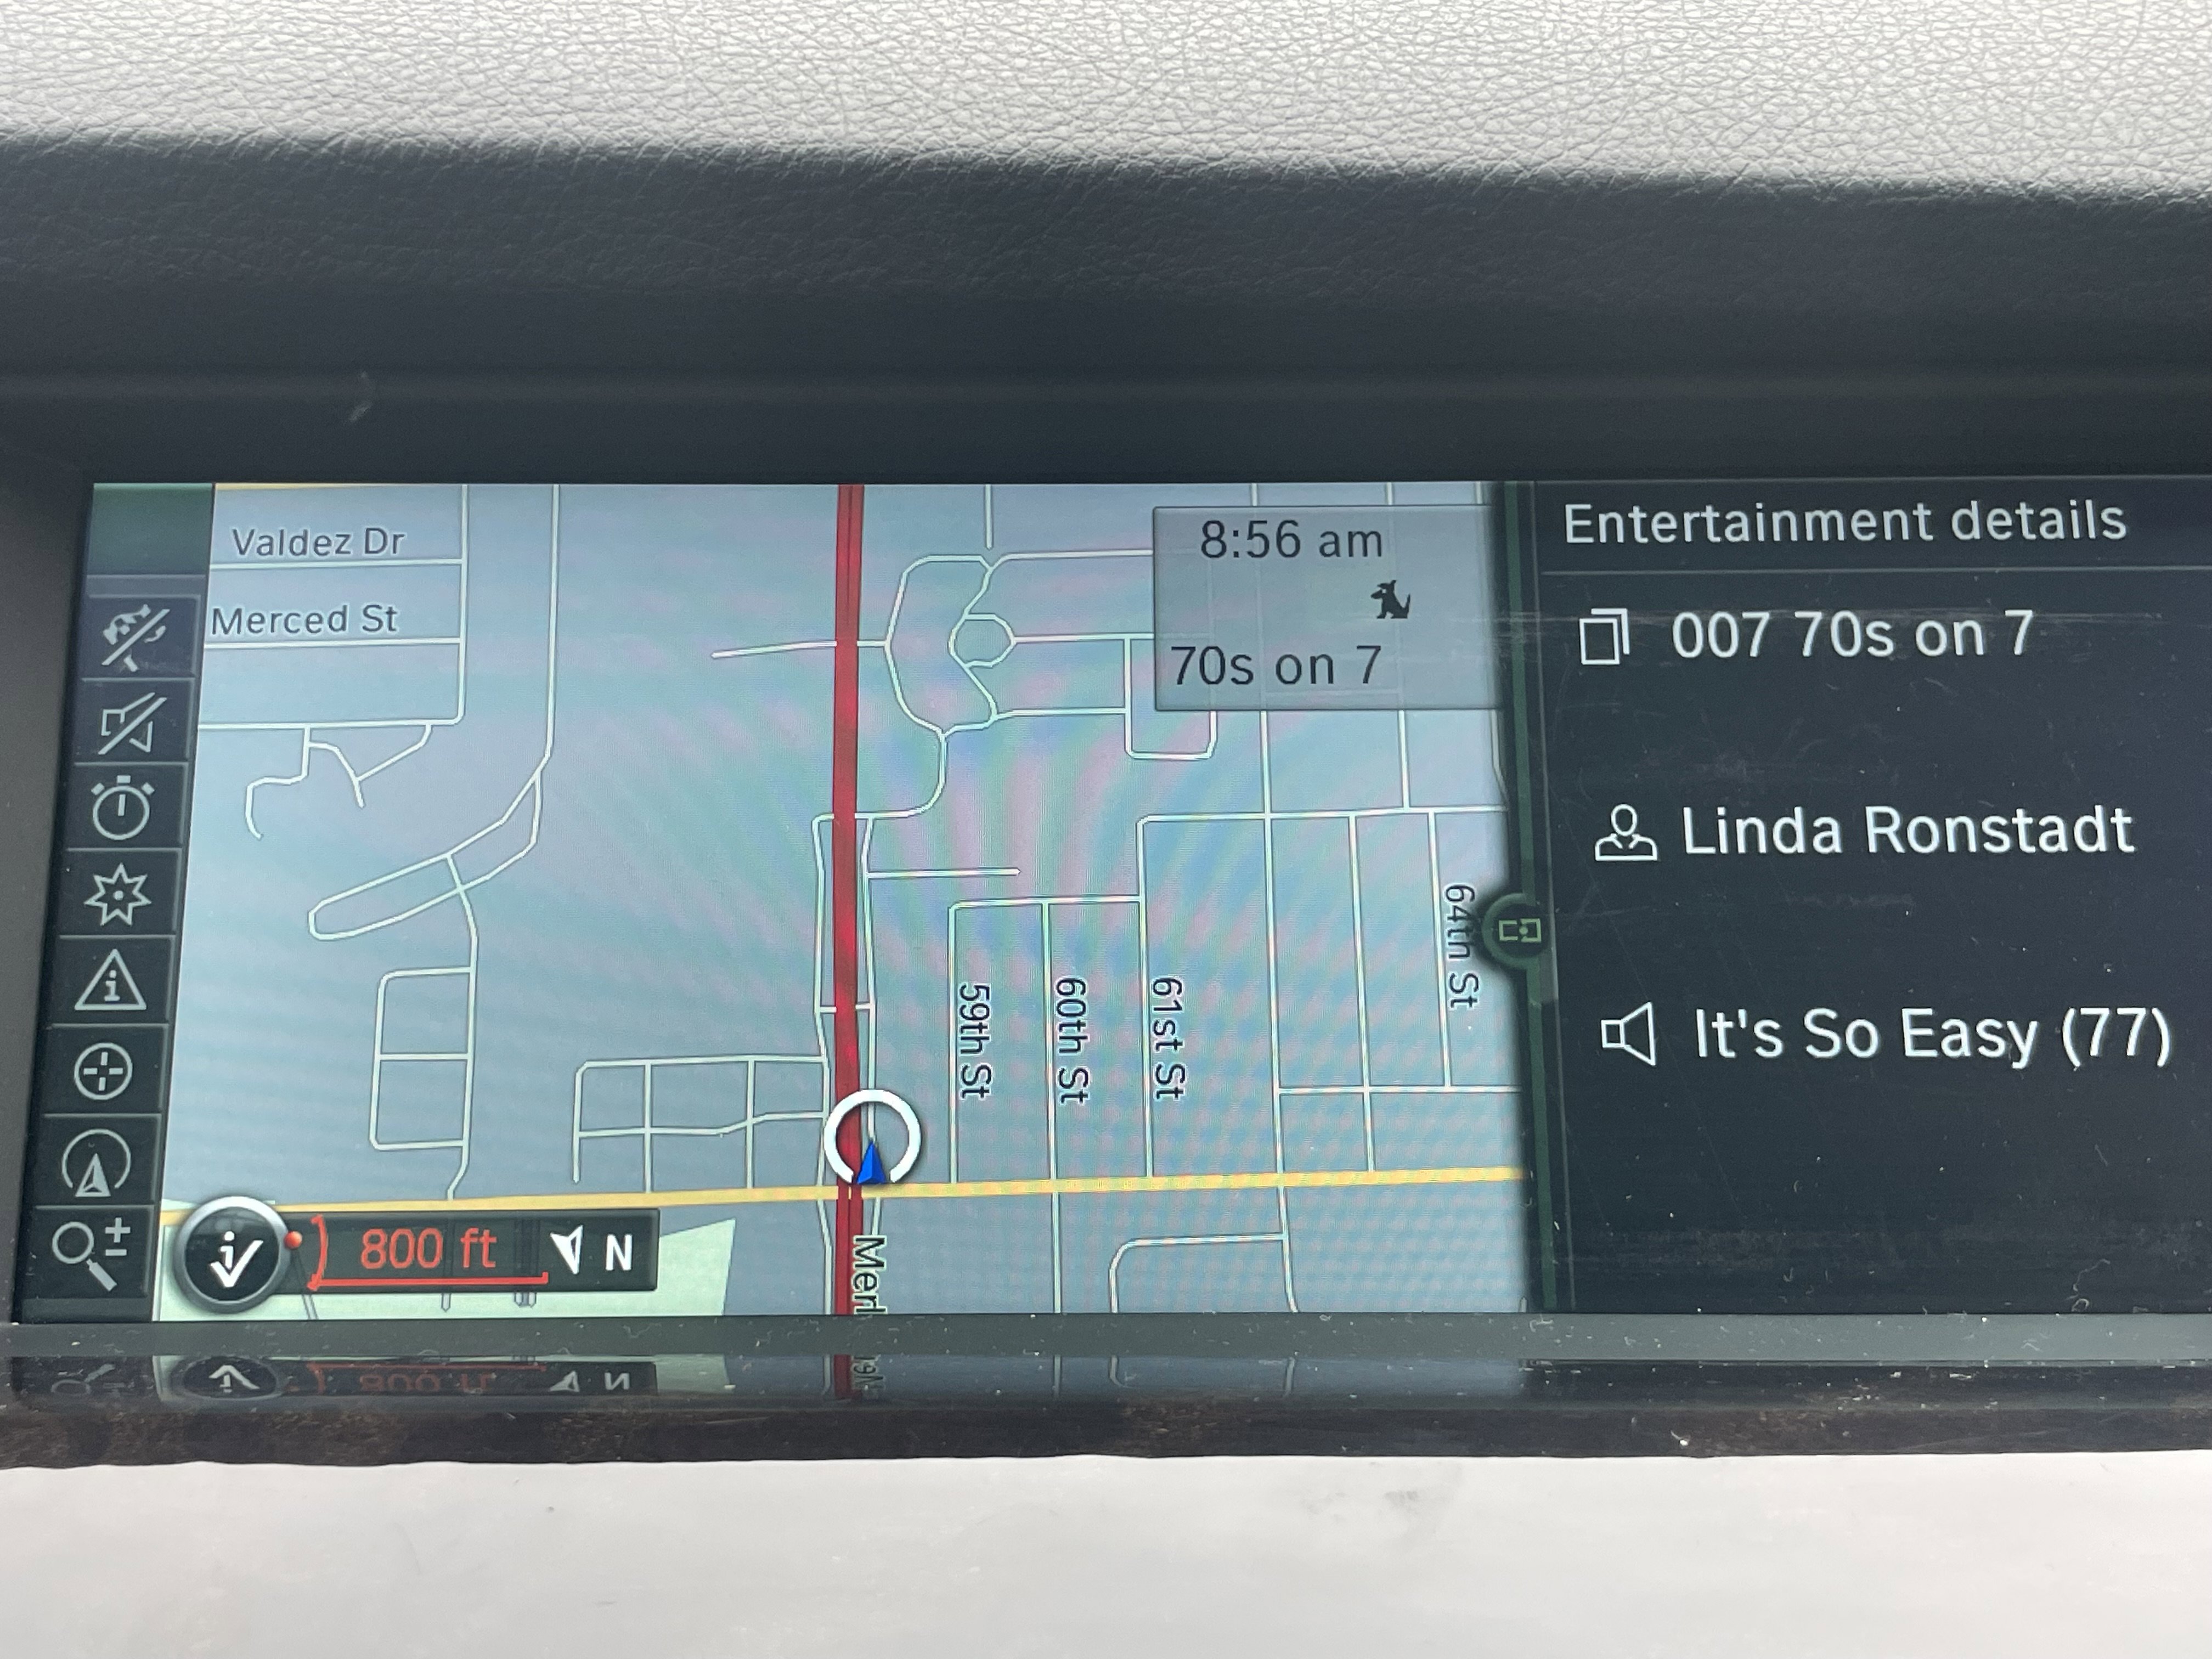 Valdez Dr
Merced St
8:56 am
70s on 7
59th St
60th St
61st St
64th St
Merl
800 ft
N
Entertainment details
007 70s on 7
Linda Ronstadt
It's So Easy (77)